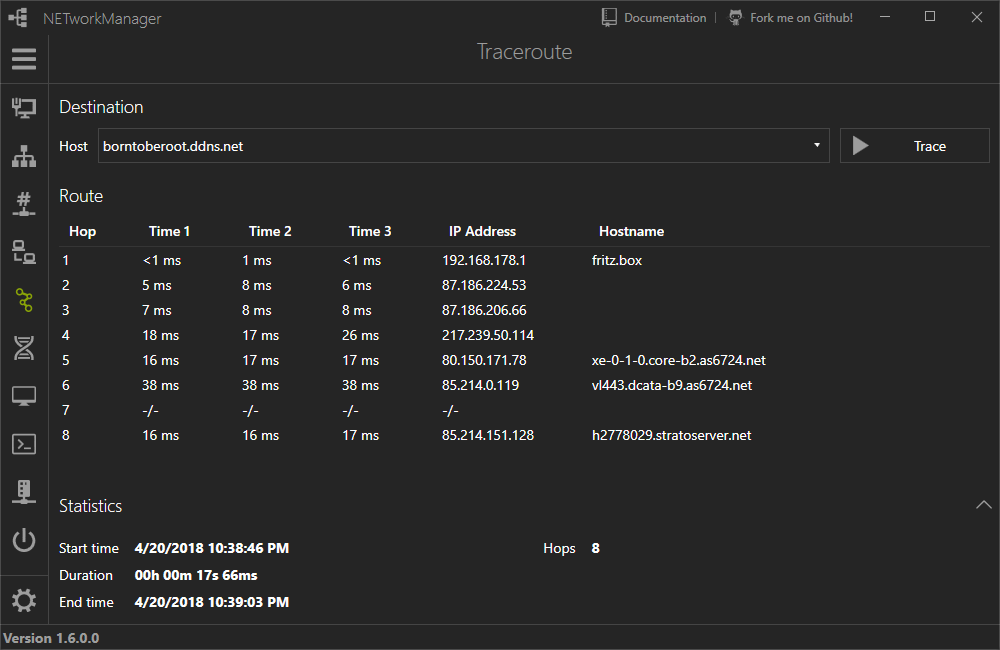 NETworkManager
Documentation | Fork me on Github!
Traceroute
Destination
Host borntoberoot.ddns.net Trace
Route
Hop Time 1 Time 2 Time 3 IP Address Hostname
1 <1 ms 1 ms <1 ms 192.168.178.1 fritz.box
2 5 ms 8 ms 6 ms 87.186.224.53
3 7 ms 8 ms 8 ms 87.186.206.66
4 18 ms 17 ms 26 ms 217.239.50.114
5 16 ms 17 ms 17 ms 80.150.171.78 xe-0-1-0.core-b2.as6724.net
6 38 ms 38 ms 38 ms 85.214.0.119 vl443.dcata-b9.as6724.net
7 -/- -/- -/- -/-
8 16 ms 16 ms 17 ms 85.214.151.128 h2778029.stratoserver.net
Statistics
Start time 4/20/2018 10:38:46 PM Hops 8
Duration 00h 00m 17s 66ms
End time 4/20/2018 10:39:03 PM
Version 1.6.0.0